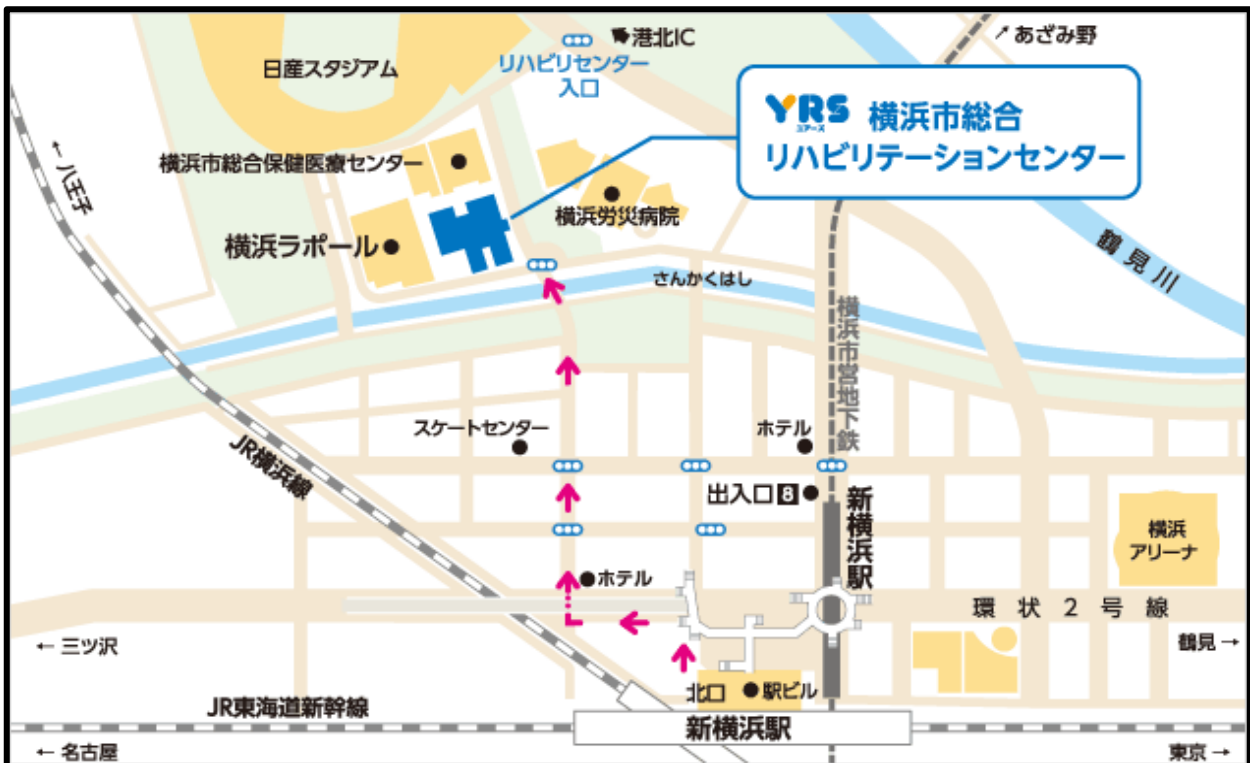 港北IC
↗あざみ野
日産スタジアム
リハビリセンター
入口
YRS
ユアーズ
横浜市総合
リハビリテーションセンター
←八王子
横浜市総合保健医療センター
横浜労災病院
横浜ラポール
さんかくはし
鶴見川
横浜市営地下鉄
スケートセンター
ホテル
JR横浜線
出入口8
新横浜駅
横浜
アリーナ
ホテル
環状2号線
←三ツ沢
鶴見→
北口
駅ビル
JR東海道新幹線
新横浜駅
←名古屋
東京→